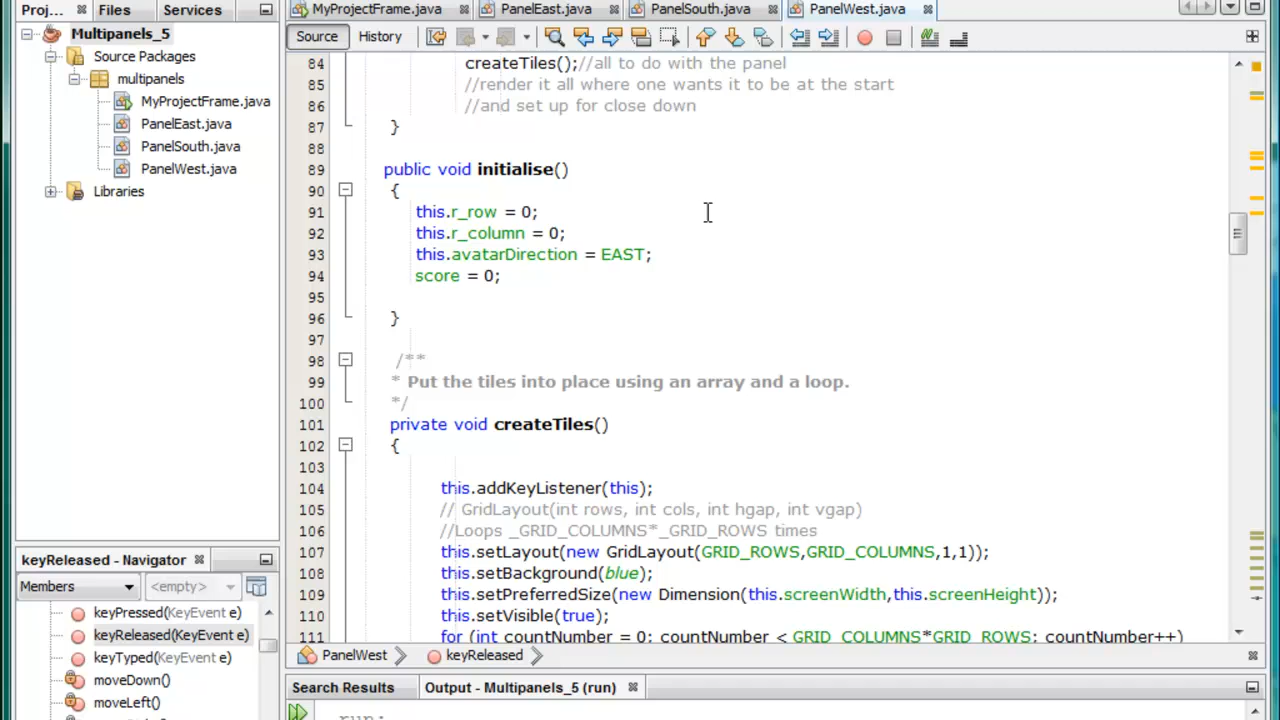 Proj... Files Services
MyProjectFrame.java PanelEast.java PanelSouth.java PanelWest.java
Multipanels_5
Source Packages
multipanels
MyProjectFrame.java
PanelEast.java
PanelSouth.java
PanelWest.java
Libraries
Source History
84 createTiles();//all to do with the panel
85 //render it all where one wants it to be at the start
86 //and set up for close down
87 }
88
89 public void initialise()
90 {
91 this.r_row = 0;
92 this.r_column = 0;
93 this.avatarDirection = EAST;
94 score = 0;
95
96 }
97
98 /**
99 * Put the tiles into place using an array and a loop.
100 */
101 private void createTiles()
102 {
103
104 this.addKeyListener(this);
105 // GridLayout(int rows, int cols, int hgap, int vgap)
106 //Loops _GRID_COLUMNS*_GRID_ROWS times
107 this.setLayout(new GridLayout(GRID_ROWS,GRID_COLUMNS,1,1));
108 this.setBackground(blue);
109 this.setPreferredSize(new Dimension(this.screenWidth,this.screenHeight));
110 this.setVisible(true);
111 for (int countNumber = 0; countNumber < GRID_COLUMNS*GRID_ROWS; countNumber++)
keyReleased - Navigator
Members <empty>
keyPressed(KeyEvent e)
keyReleased(KeyEvent e)
keyTyped(KeyEvent e)
moveDown()
moveLeft()
PanelWest keyReleased
Search Results Output - Multipanels_5 (run)
run: